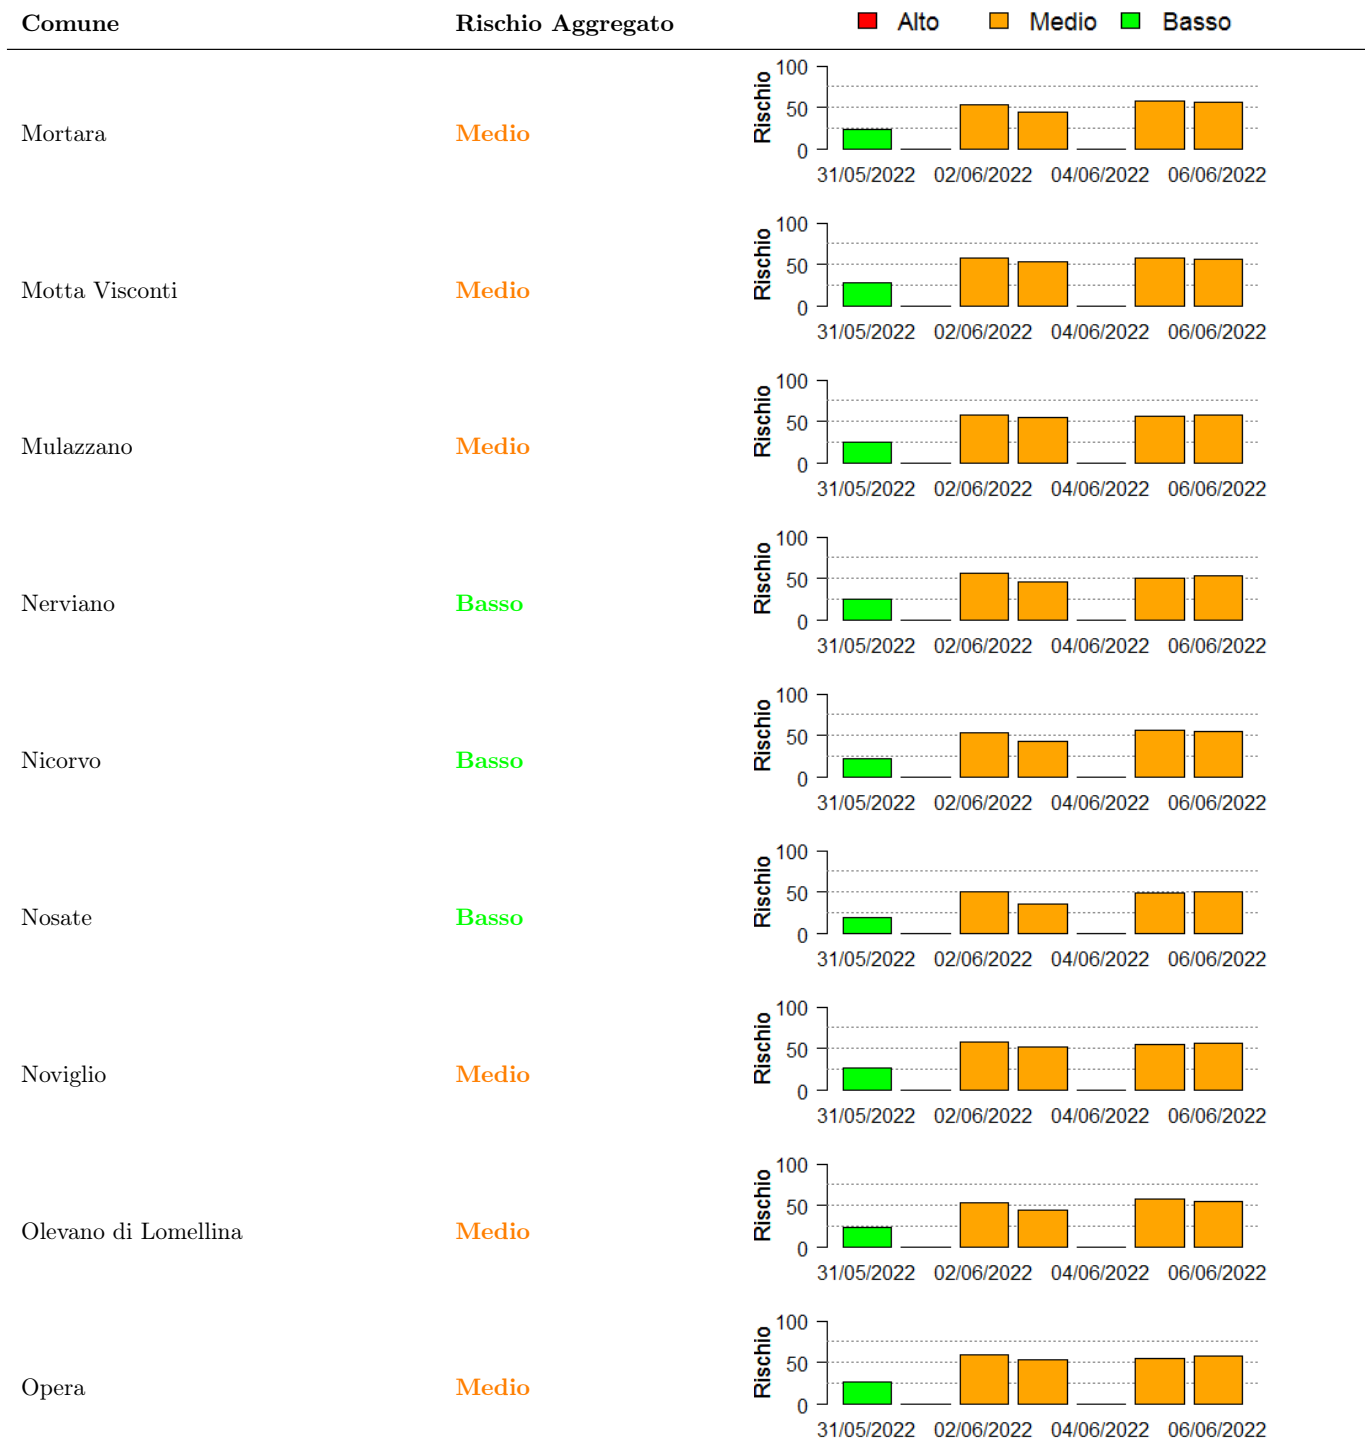 Comune Rischio Aggregato Alto Medio Basso
Mortara Medio Rischio 100 50 0
31/05/2022 02/06/2022 04/06/2022 06/06/2022
Motta Visconti Medio Rischio 100 50 0
31/05/2022 02/06/2022 04/06/2022 06/06/2022
Mulazzano Medio Rischio 100 50 0
31/05/2022 02/06/2022 04/06/2022 06/06/2022
Nerviano Basso Rischio 100 50 0
31/05/2022 02/06/2022 04/06/2022 06/06/2022
Nicorvo Basso Rischio 100 50 0
31/05/2022 02/06/2022 04/06/2022 06/06/2022
Nosate Basso Rischio 100 50 0
31/05/2022 02/06/2022 04/06/2022 06/06/2022
Noviglio Medio Rischio 100 50 0
31/05/2022 02/06/2022 04/06/2022 06/06/2022
Olevano di Lomellina Medio Rischio 100 50 0
31/05/2022 02/06/2022 04/06/2022 06/06/2022
Opera Medio Rischio 100 50 0
31/05/2022 02/06/2022 04/06/2022 06/06/2022